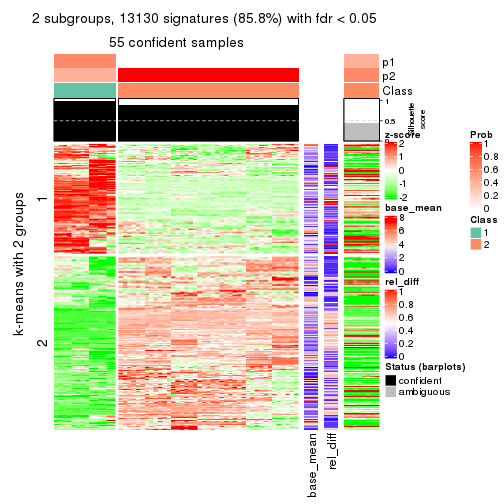 2 subgroups, 13130 signatures (85.8%) with fdr < 0.05
55 confident samples
p1
p2
Class
1
0.5
0
Silhouette
score
k-means with 2 groups
1
2
base_mean
rel_diff
z-score
2
1
0
-1
-2
base_mean
8
6
4
2
0
rel_diff
1
0.8
0.6
0.4
0.2
0
Status (barplots)
confident
ambiguous
Prob
1
0.8
0.6
0.4
0.2
0
Class
1
2